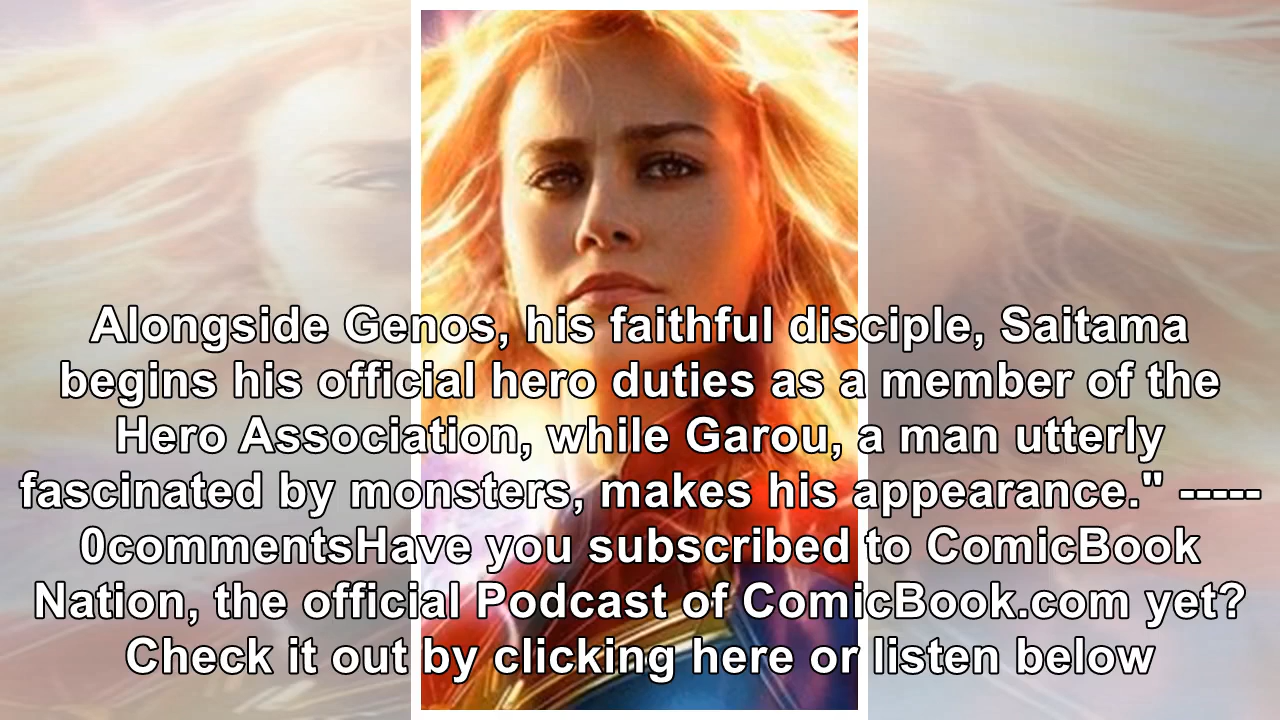 Alongside Genos, his faithful disciple, Saitama
begins his official hero duties as a member of the
Hero Association, while Garou, a man utterly
fascinated by monsters, makes his appearance." -----
0commentsHave you subscribed to ComicBook
Nation, the official Podcast of ComicBook.com yet?
Check it out by clicking here or listen below